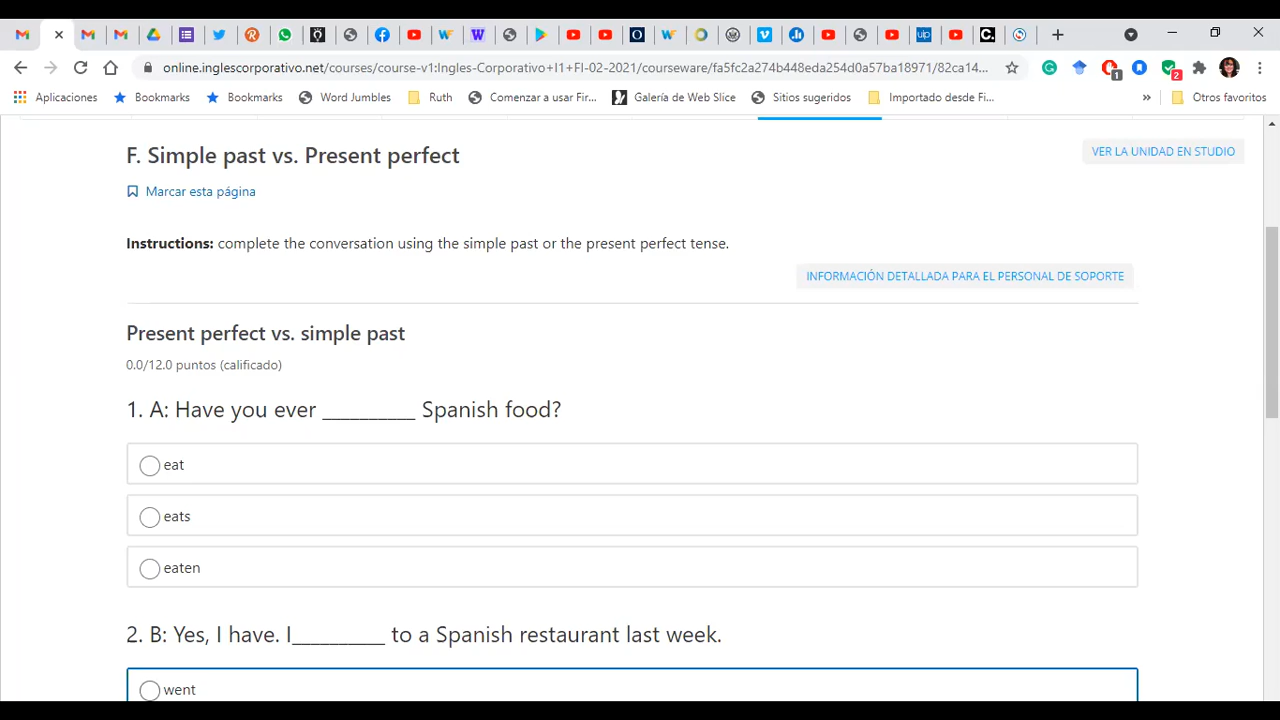 online.inglescorporativo.net/courses/course-v1:Ingles-Corporativo+I1+FI-02-2021/courseware/fa5fc2a274b448eda254d0a57ba18971/82ca14...
1
2
Aplicaciones
Bookmarks
Bookmarks
Word Jumbles
Ruth
Comenzar a usar Fir...
Galería de Web Slice
Sitios sugeridos
Importado desde Fi...
»
Otros favoritos
F. Simple past vs. Present perfect
VER LA UNIDAD EN STUDIO
Marcar esta página
Instructions: complete the conversation using the simple past or the present perfect tense.
INFORMACIÓN DETALLADA PARA EL PERSONAL DE SOPORTE
Present perfect vs. simple past
0.0/12.0 puntos (calificado)
1. A: Have you ever __________ Spanish food?
eat
eats
eaten
2. B: Yes, I have. I__________ to a Spanish restaurant last week.
went